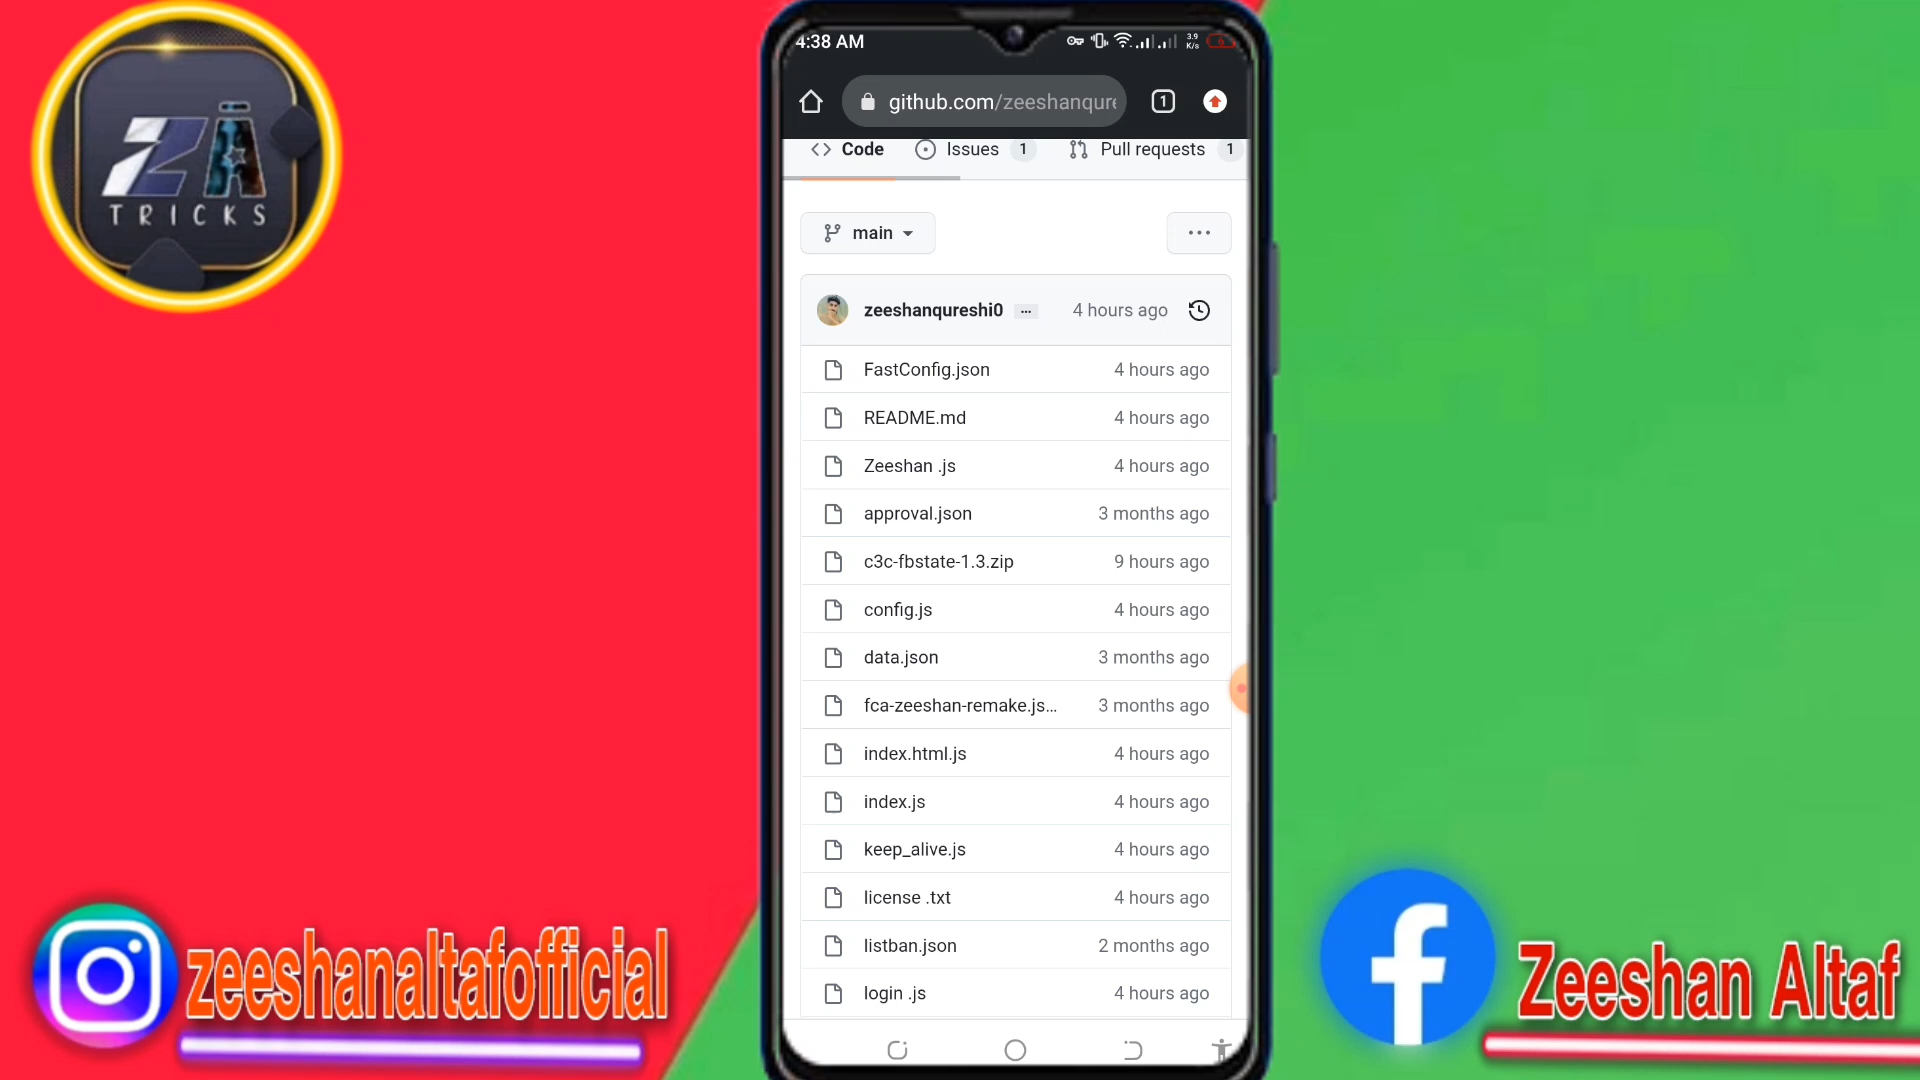 ZA
TRICKS
4:38 AM
3.9
K/s
6
github.com/zeeshanqure
1
Code
Issues 1
Pull requests 1
main
zeeshanqureshi0 ... 4 hours ago
FastConfig.json 4 hours ago
README.md 4 hours ago
Zeeshan .js 4 hours ago
approval.json 3 months ago
c3c-fbstate-1.3.zip 9 hours ago
config.js 4 hours ago
data.json 3 months ago
fca-zeeshan-remake.js... 3 months ago
index.html.js 4 hours ago
index.js 4 hours ago
keep_alive.js 4 hours ago
license .txt 4 hours ago
listban.json 2 months ago
login .js 4 hours ago
zeeshanaltafofficial
Zeeshan Altaf